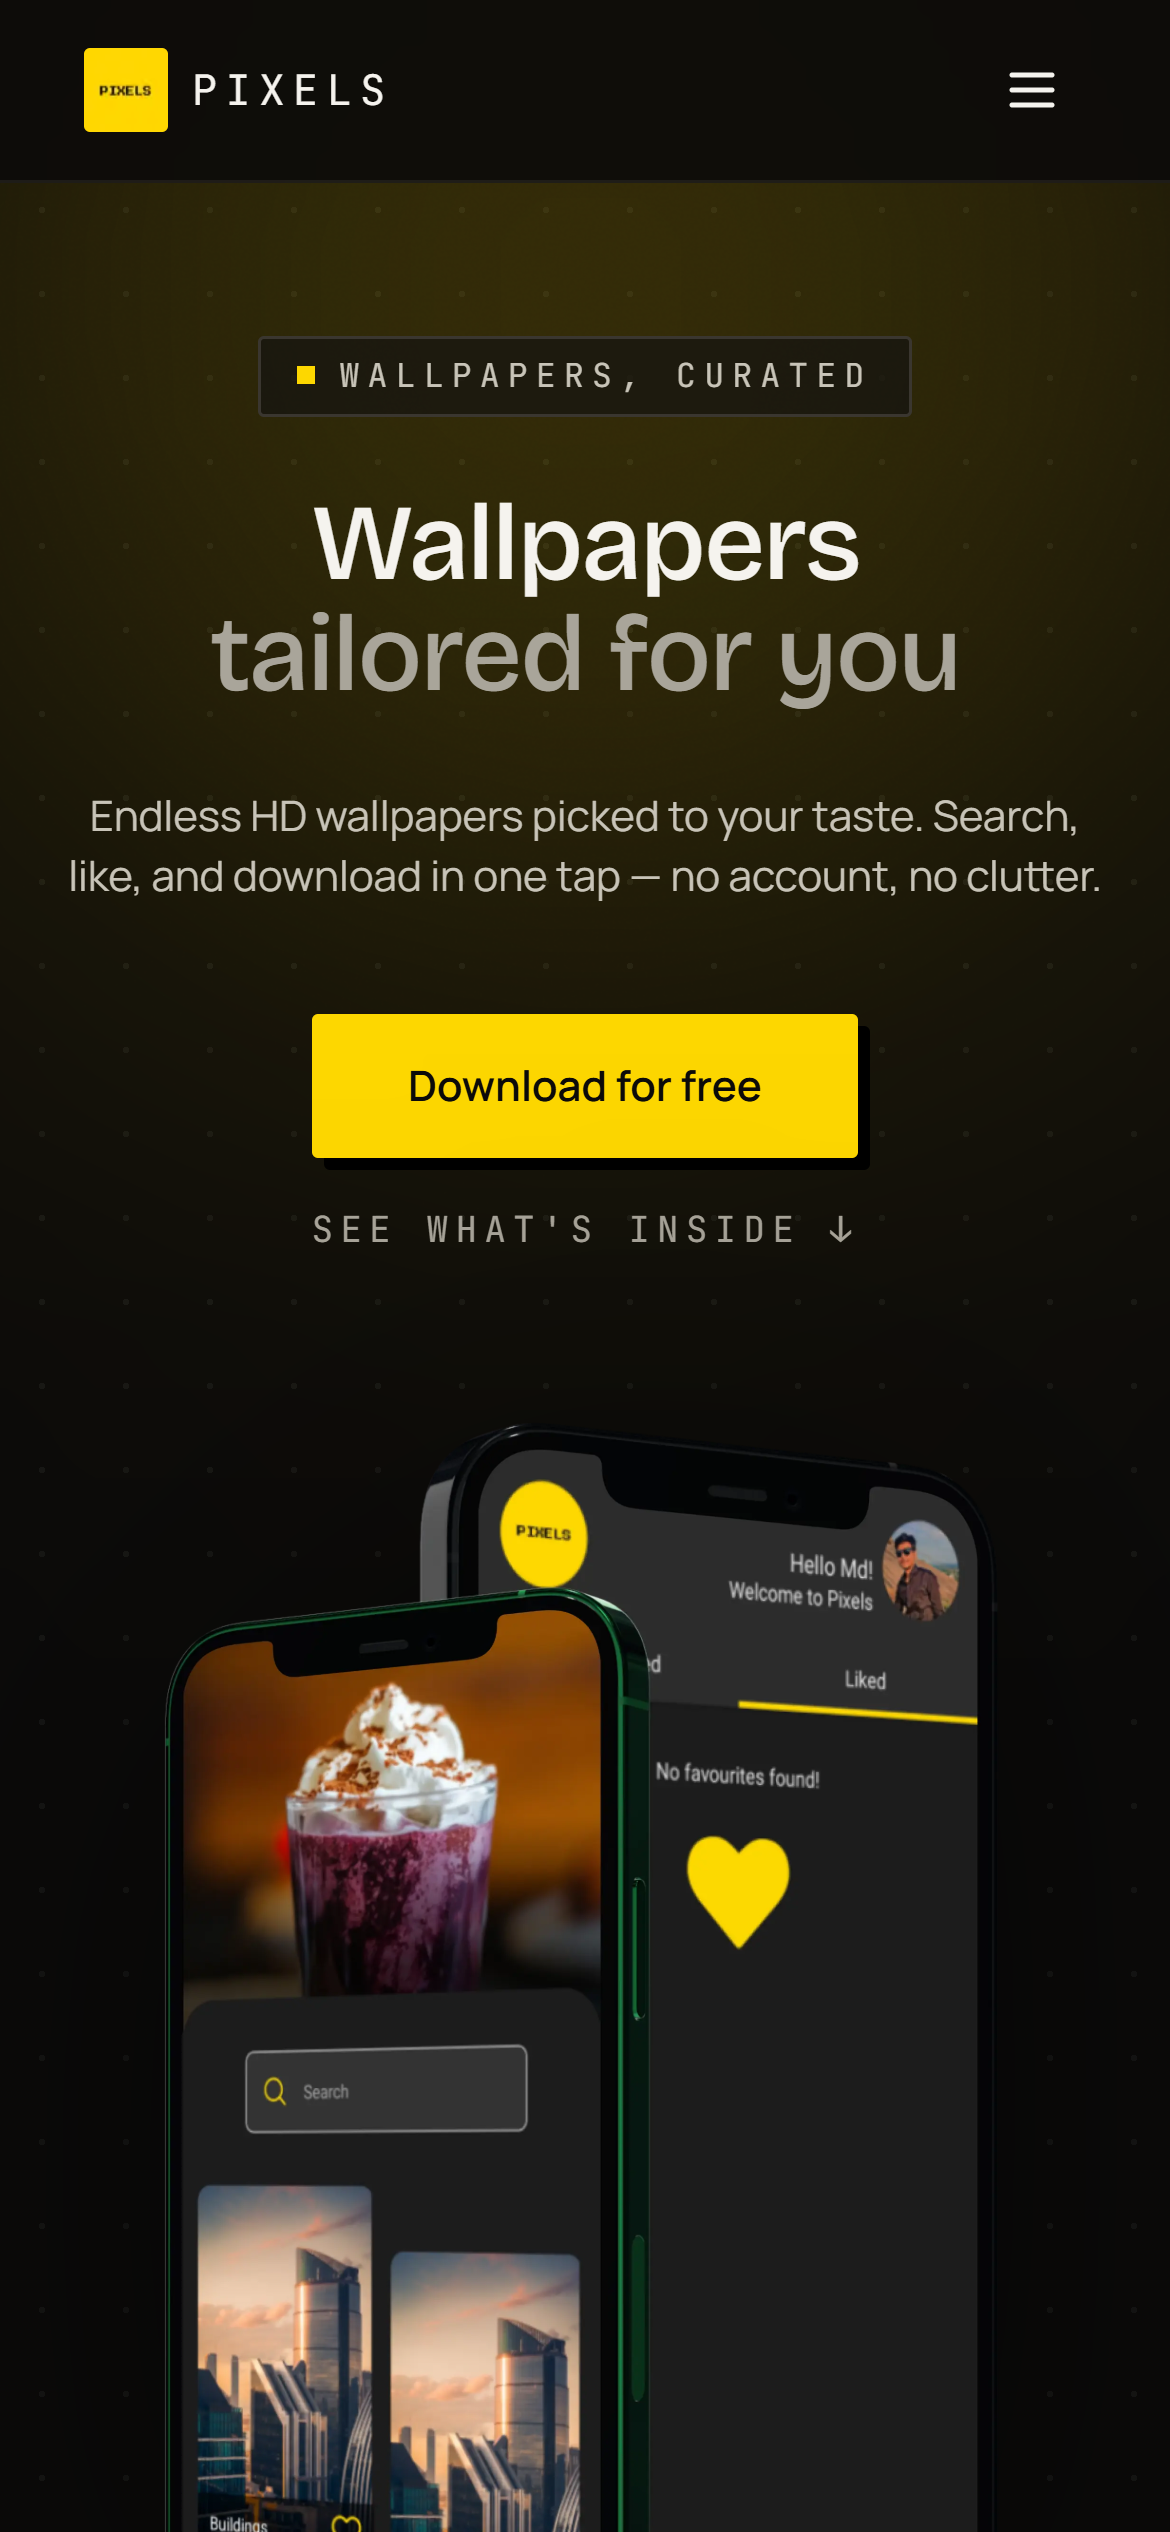 PIXELS
PIXELS
WALLPAPERS, CURATED
Wallpapers
tailored for you
Endless HD wallpapers picked to your taste. Search,
like, and download in one tap — no account, no clutter.
Download for free
SEE WHAT'S INSIDE ↓
PIXELS
Hello Md!
Welcome to Pixels
ed
Liked
No favourites found!
Search
Buildings